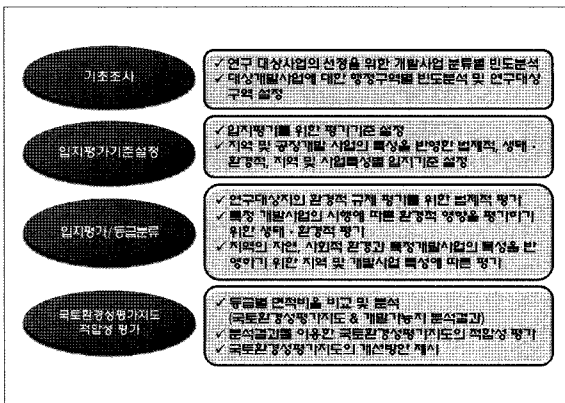 기초조사
✓ 연구 대상사업의 선정을 위한 개발사업 분류별 빈도분석
✓ 대상개발사업에 대한 행정구역별 빈도분석 및 연구대상
구역 설정
입지평가기준설정
✓ 입지평가를 위한 평가기준 설정
✓ 지역 및 공장개발 사업의 특성을 반영한 법제적, 생태 ·
환경적, 지역 및 사업특성별 입지기준 설정
입지평가/등급분류
✓ 연구대상지의 환경적 규제 평가를 위한 법제적 평가
✓ 특정 개발사업의 시행에 따른 환경적 영향을 평가하기
위한 생태 · 환경적 평가
✓ 지역의 자연, 사회적 환경과 특정개발사업의 특성을 반
영하기 위한 지역 및 개발사업 특성에 따른 평가
국토환경성평가지도
적합성 평가
✓ 등급별 면적비율 비교 및 분석
(국토환경성평가지도 & 개발가능지 분석결과)
✓ 분석결과를 이용한 국토환경성평가지도의 적합성 평가
✓ 국토환경성평가지도의 개선방안 제시